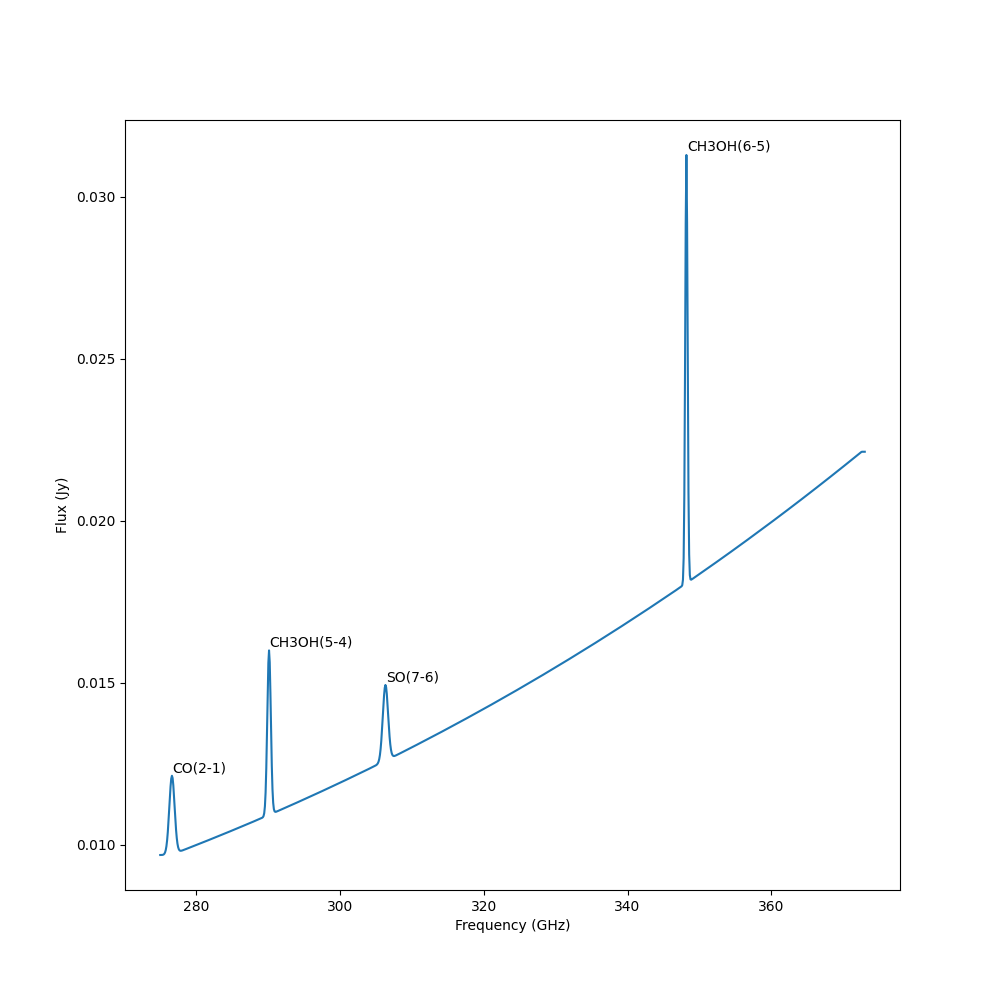 CH3OH(6-5)
0.030
0.025
Flux (Jy)
0.020
CH3OH(5-4)
SO(7-6)
0.015
CO(2-1)
0.010
280 300 320 340 360
Frequency (GHz)